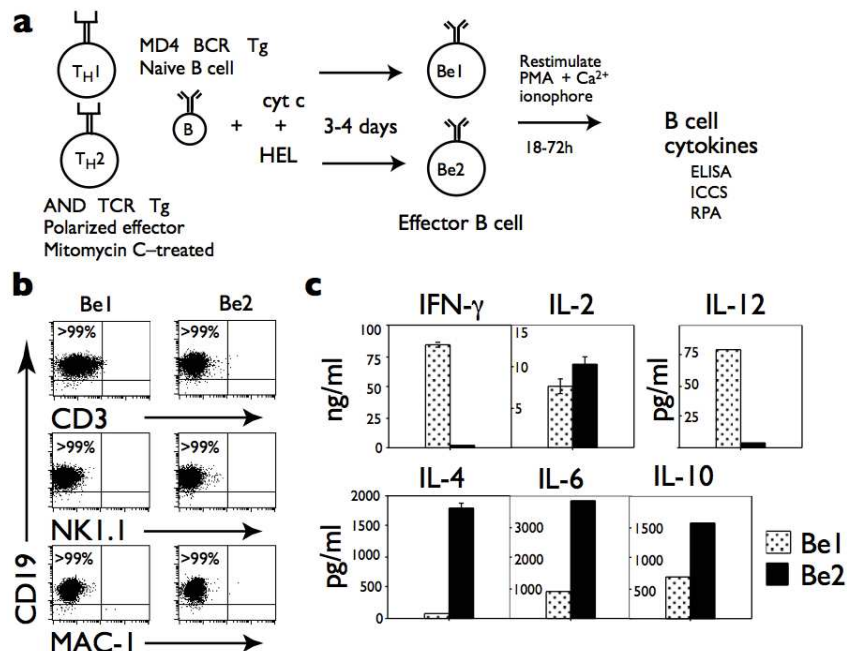 a
TH1
MD4 BCR Tg
Naive B cell
B
+
cyt c
+
HEL
3-4 days
TH2
AND TCR Tg
Polarized effector
Mitomycin C–treated
Be1
Be2
Effector B cell
Restimulate
PMA + Ca2+
ionophore
18-72h
B cell
cytokines
ELISA
ICCS
RPA
b
Be1 Be2
>99% >99%
CD3
>99% >99%
NK1.1
>99% >99%
MAC-1
CD19
c
IFN-γ IL-2 IL-12
ng/ml
100
75
50
25
0
15
10
5
pg/ml
75
50
25
IL-4 IL-6 IL-10
pg/ml
2000
1500
1000
500
0
3000
2000
1000
1500
1000
500
Be1
Be2